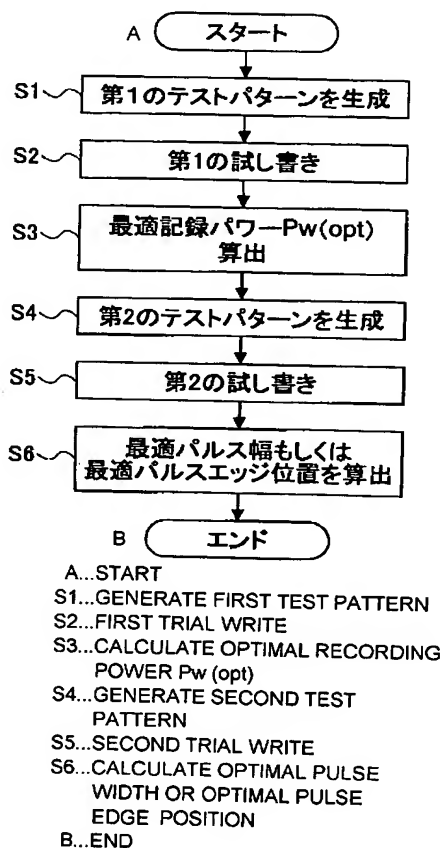 A スタート
S1 第1のテストパターンを生成
S2 第1の試し書き
S3 最適記録パワーPw(opt)
算出
S4 第2のテストパターンを生成
S5 第2の試し書き
S6 最適パルス幅もしくは
最適パルスエッジ位置を算出
B エンド
A...START
S1...GENERATE FIRST TEST PATTERN
S2...FIRST TRIAL WRITE
S3...CALCULATE OPTIMAL RECORDING
POWER Pw (opt)
S4...GENERATE SECOND TEST
PATTERN
S5...SECOND TRIAL WRITE
S6...CALCULATE OPTIMAL PULSE
WIDTH OR OPTIMAL PULSE
EDGE POSITION
B...END